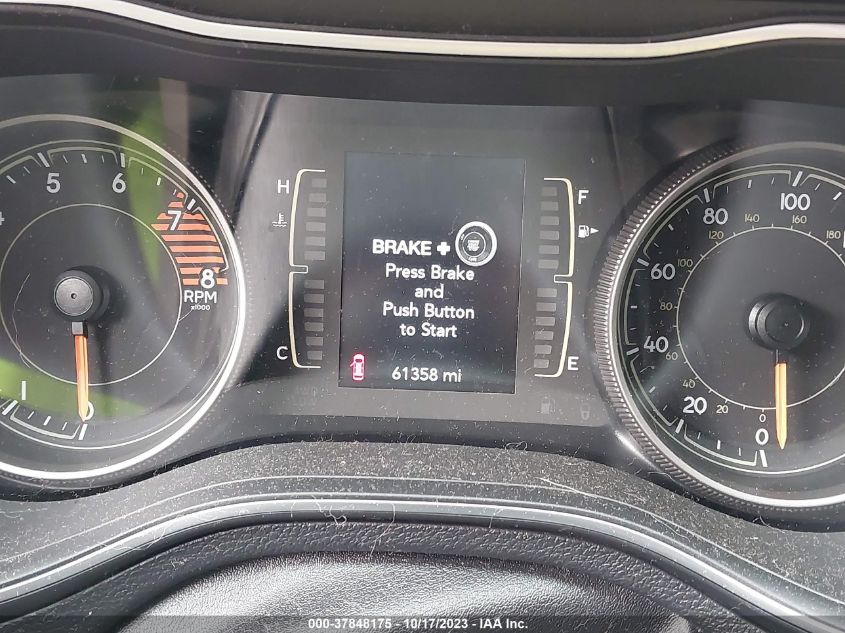 4 5 6 7 8
RPM
x1000
1 0
H
C
BRAKE +
Press Brake
and
Push Button
to Start
61358 mi
F
E
0 20 40 60 80 100
0 20 40 60 80 100 120 140 160 180
000-37848175 - 10/17/2023 - IAA Inc.